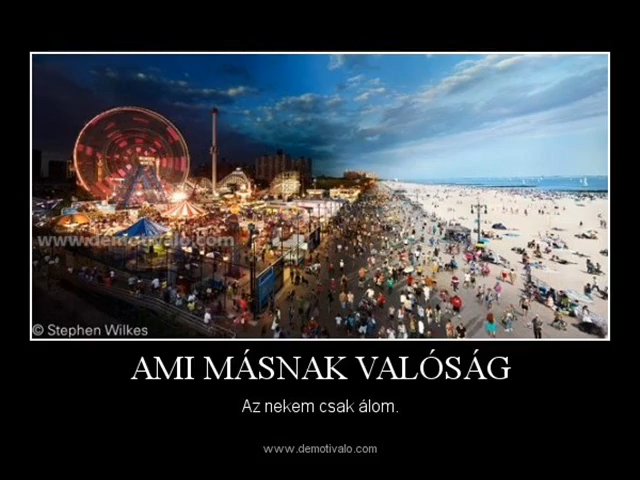 www.demotivalo.com
© Stephen Wilkes
AMI MÁSNAK VALÓSÁG
Az nekem csak álom.
www.demotivalo.com